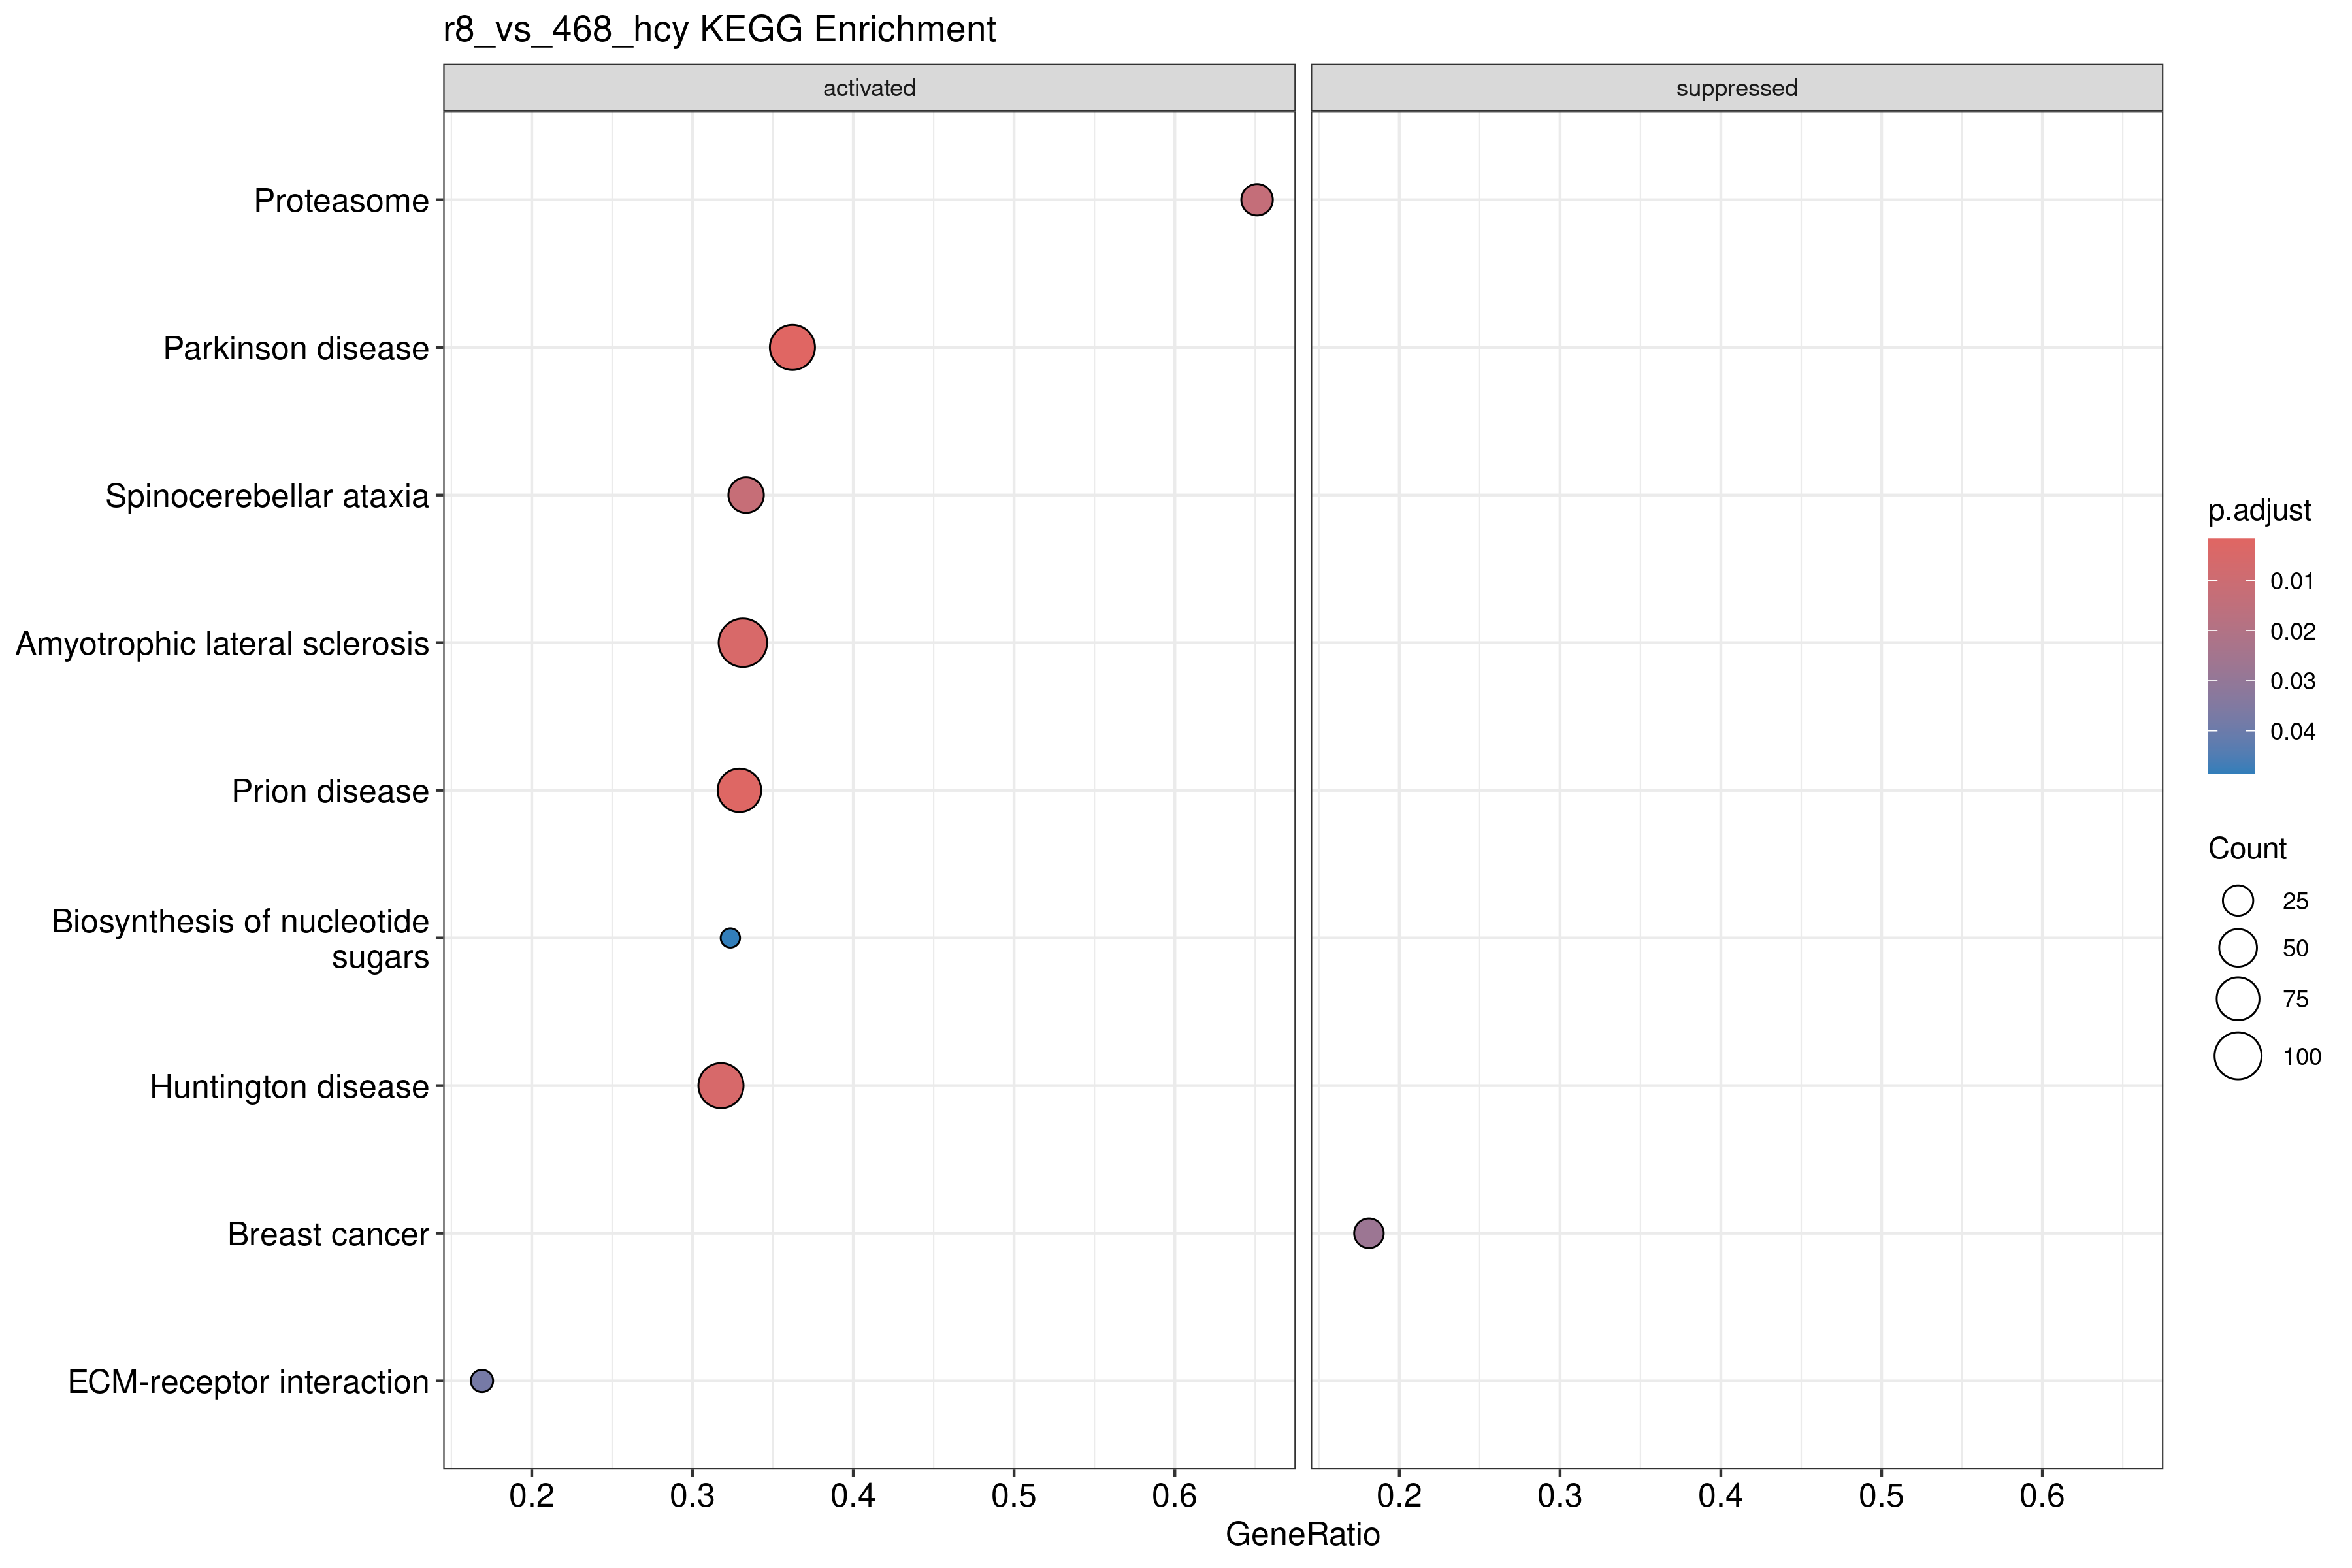 r8_vs_468_hcy KEGG Enrichment
activated
suppressed
Proteasome
Parkinson disease
Spinocerebellar ataxia
Amyotrophic lateral sclerosis
Prion disease
Biosynthesis of nucleotide
sugars
Huntington disease
Breast cancer
ECM-receptor interaction
0.2 0.3 0.4 0.5 0.6
0.2 0.3 0.4 0.5 0.6
GeneRatio
p.adjust
0.01
0.02
0.03
0.04
Count
25
50
75
100